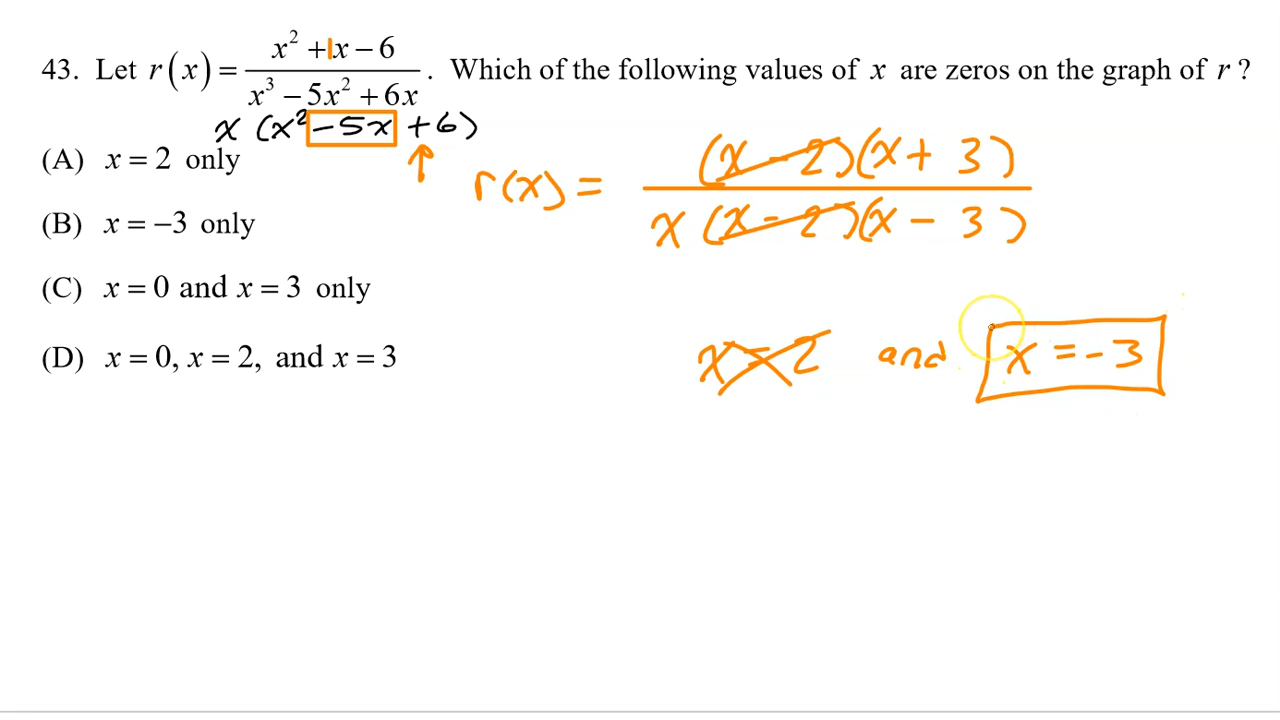 43. Let r(x) = (x² + 1x − 6)/(x³ − 5x² + 6x). Which of the following values of x are zeros on the graph of r?
x (x² − 5x + 6)
(A) x = 2 only
(B) x = −3 only
(C) x = 0 and x = 3 only
(D) x = 0, x = 2, and x = 3
r(x) = (x − 2)(x + 3) / x (x − 2)(x − 3)
x = 2 and x = −3